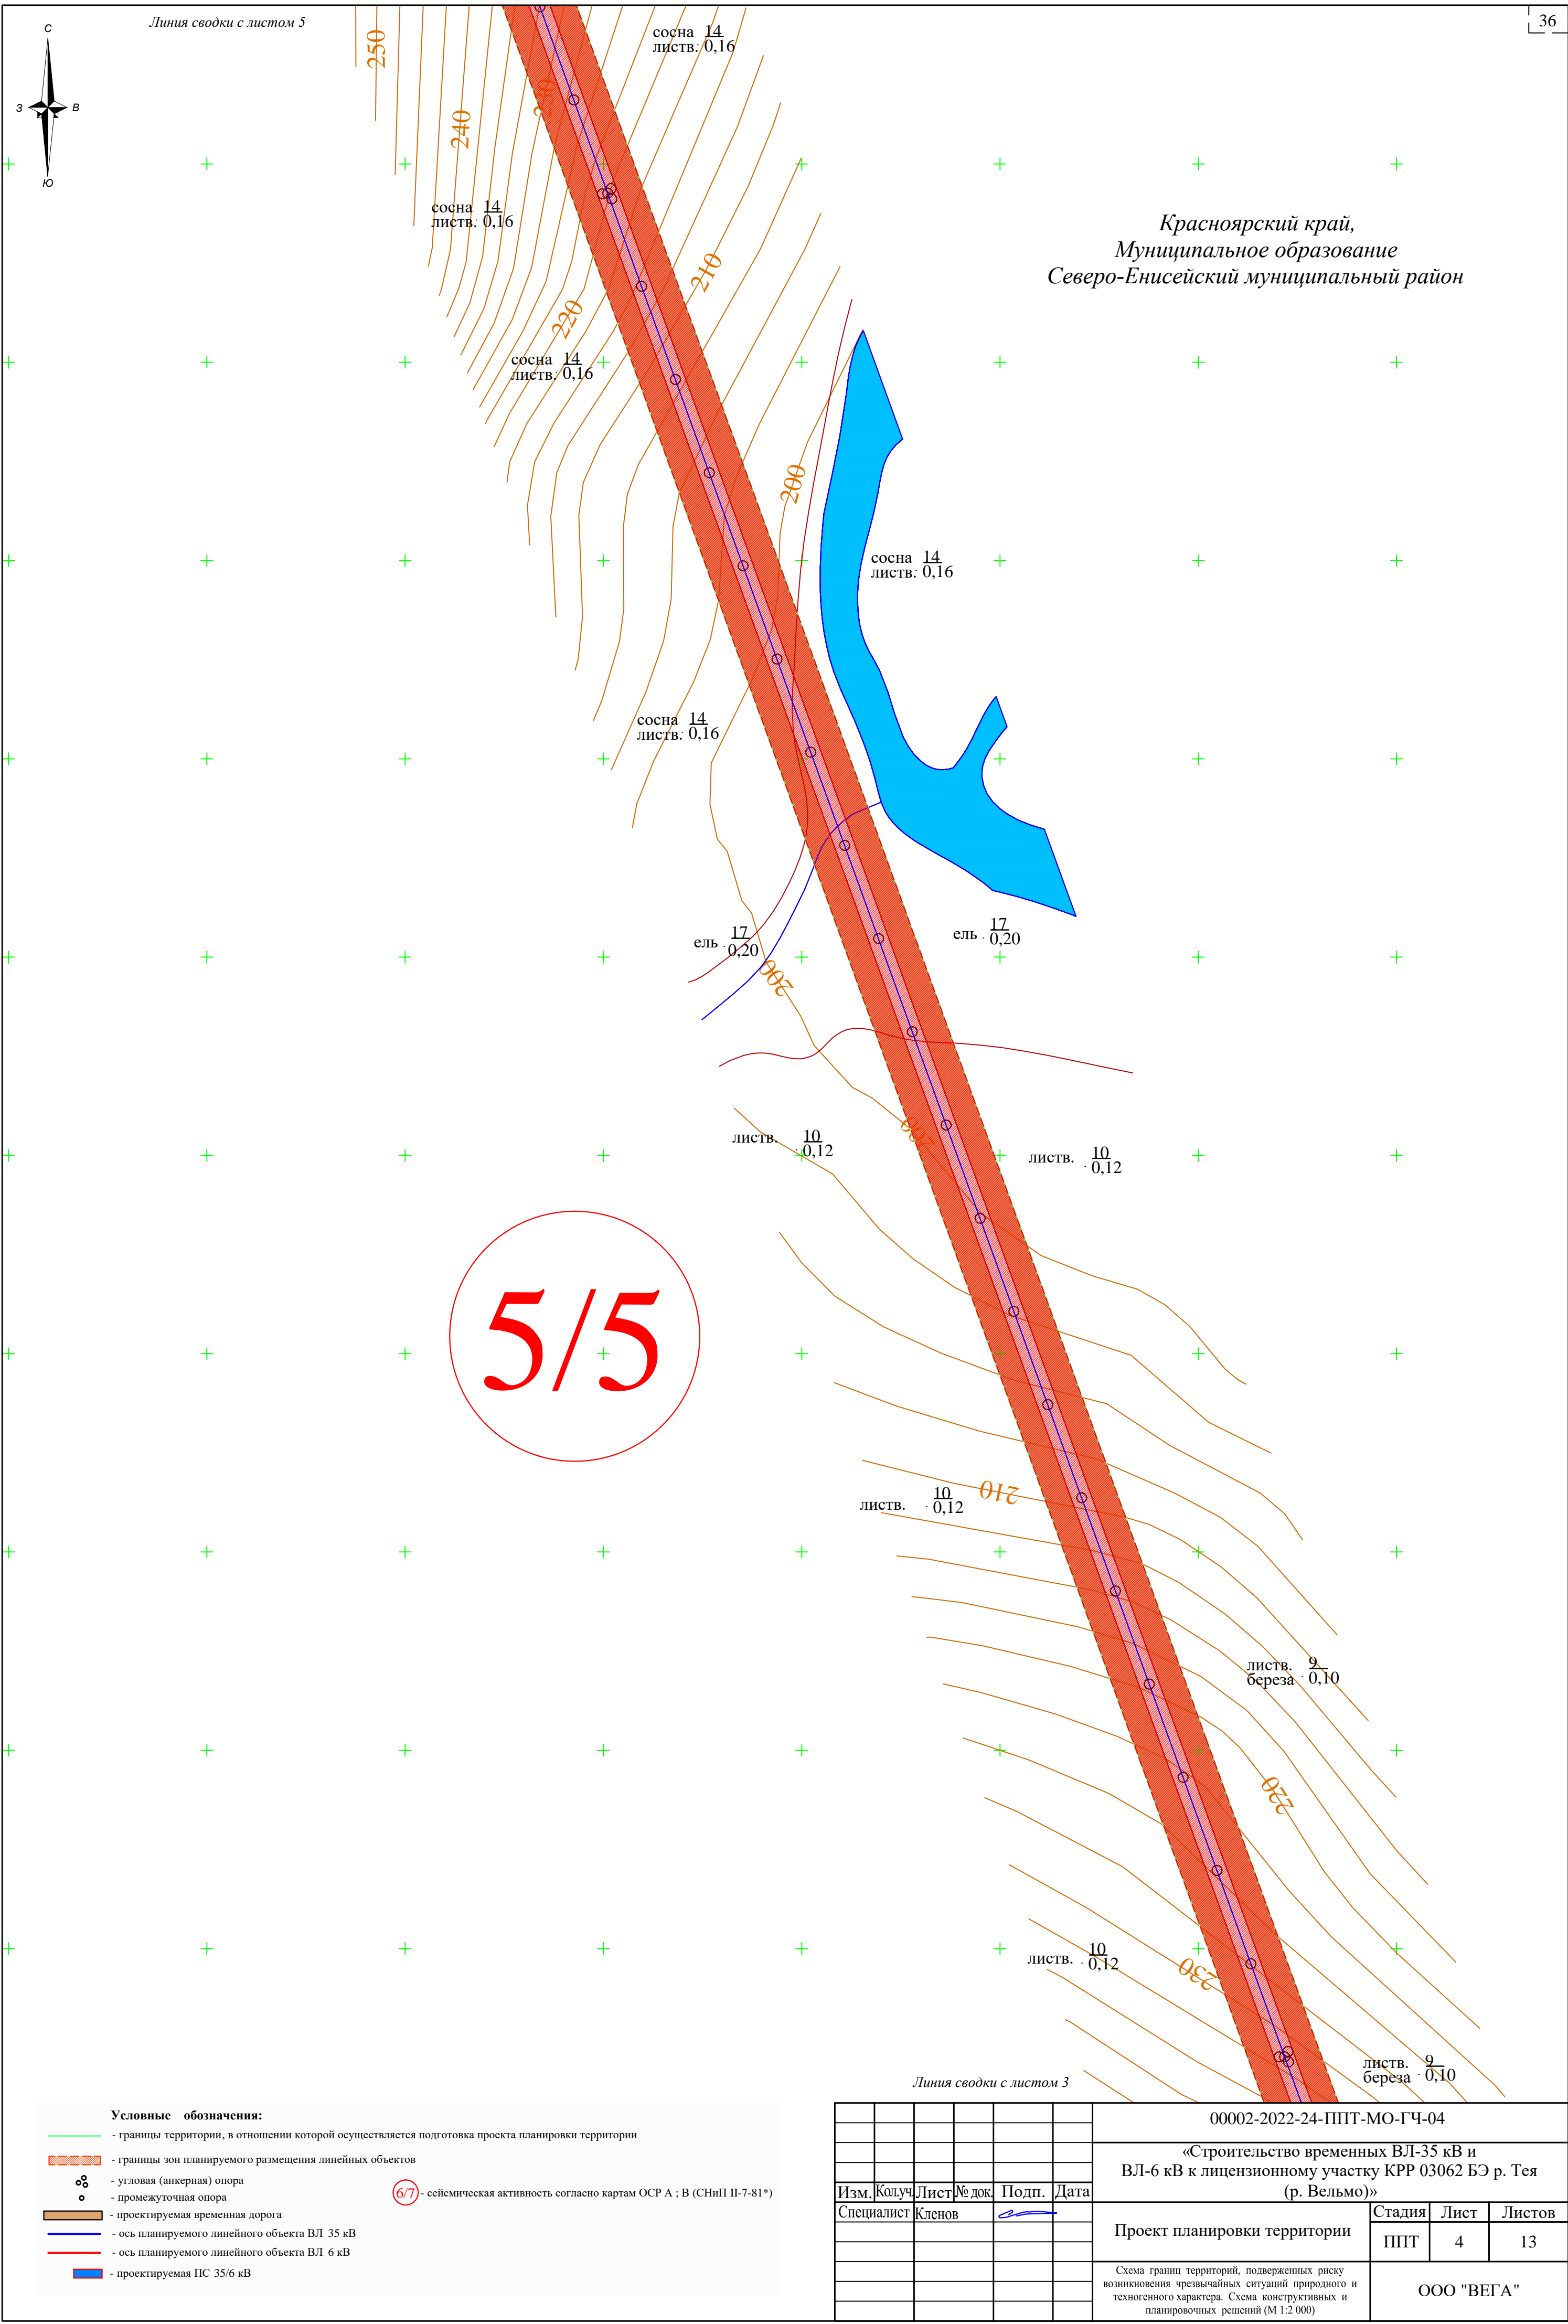 36
Линия сводки с листом 5
С
З В
Ю
250
сосна 14
листв. 0,16
230
240
сосна 14
листв. 0,16
Красноярский край,
Муниципальное образование
Северо-Енисейский муниципальный район
210
220
сосна 14
листв. 0,16
200
сосна 14
листв. 0,16
сосна 14
листв. 0,16
ель 17
0,20
ель 17
0,20
200
200
листв. 10
0,12
листв. 10
0,12
5/5
210
листв. 10
0,12
листв. 9
береза 0,10
220
листв. 10
0,12
230
листв. 9
береза 0,10
Линия сводки с листом 3
Условные обозначения:
- границы территории, в отношении которой осуществляется подготовка проекта планировки территории
- границы зон планируемого размещения линейных объектов
- угловая (анкерная) опора
- промежуточная опора
6/7 - сейсмическая активность согласно картам ОСР А ; В (СНиП II-7-81*)
- проектируемая временная дорога
- ось планируемого линейного объекта ВЛ 35 кВ
- ось планируемого линейного объекта ВЛ 6 кВ
- проектируемая ПС 35/6 кВ
00002-2022-24-ППТ-МО-ГЧ-04
«Строительство временных ВЛ-35 кВ и
ВЛ-6 кВ к лицензионному участку КРР 03062 БЭ р. Тея
(р. Вельмо)»
Изм. Кол.уч. Лист № док. Подп. Дата
Специалист Кленов
Проект планировки территории
Стадия Лист Листов
ППТ 4 13
Схема границ территорий, подверженных риску
возникновения чрезвычайных ситуаций природного и
техногенного характера. Схема конструктивных и
планировочных решений (М 1:2 000)
ООО "ВЕГА"